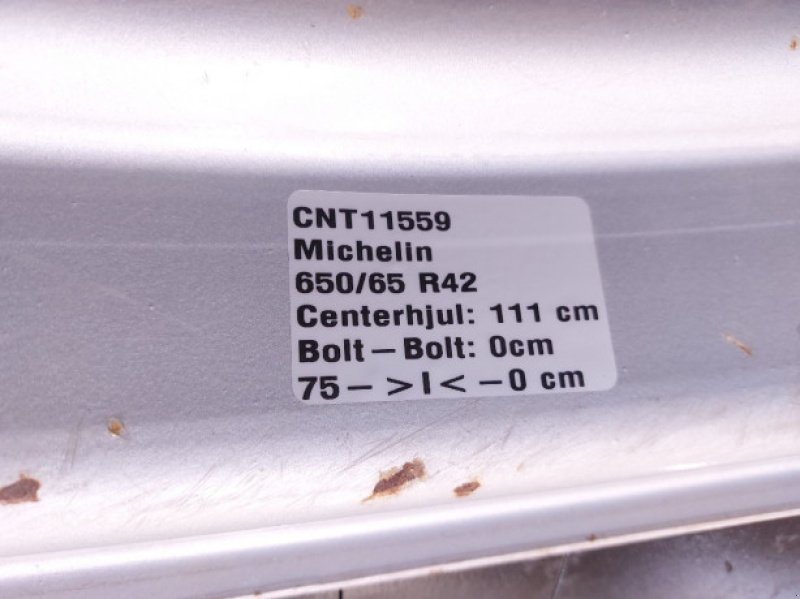 CNT11559
Michelin
650/65 R42
Centerhjul: 111 cm
Bolt-Bolt: 0cm
75->I<-0 cm